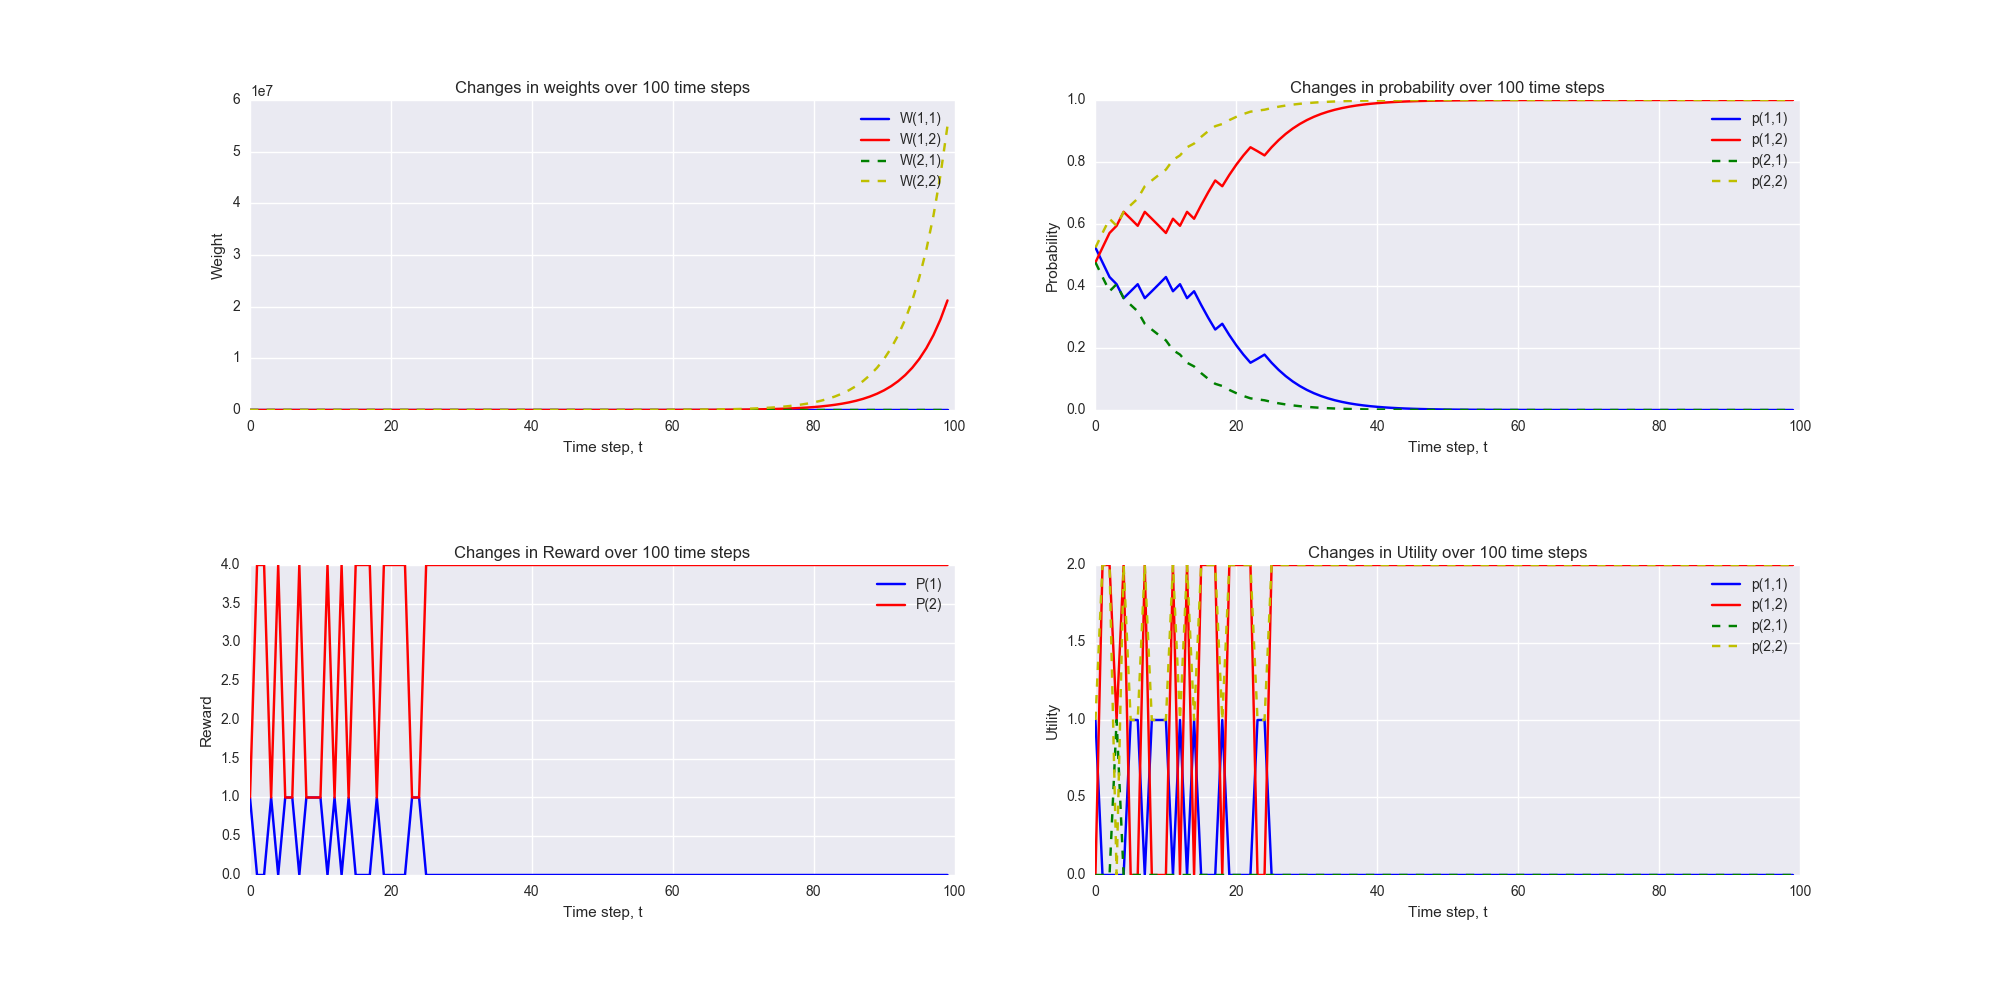 Changes in weights over 100 time steps
1e7
6
5
4
3
2
1
0
Weight
0 20 40 60 80 100
Time step, t
W(1,1)
W(1,2)
W(2,1)
W(2,2)
Changes in probability over 100 time steps
1.0
0.8
0.6
0.4
0.2
0.0
Probability
0 20 40 60 80 100
Time step, t
p(1,1)
p(1,2)
p(2,1)
p(2,2)
Changes in Reward over 100 time steps
4.0
3.5
3.0
2.5
2.0
1.5
1.0
0.5
0.0
Reward
0 20 40 60 80 100
Time step, t
P(1)
P(2)
Changes in Utility over 100 time steps
2.0
1.5
1.0
0.5
0.0
Utility
0 20 40 60 80 100
Time step, t
p(1,1)
p(1,2)
p(2,1)
p(2,2)